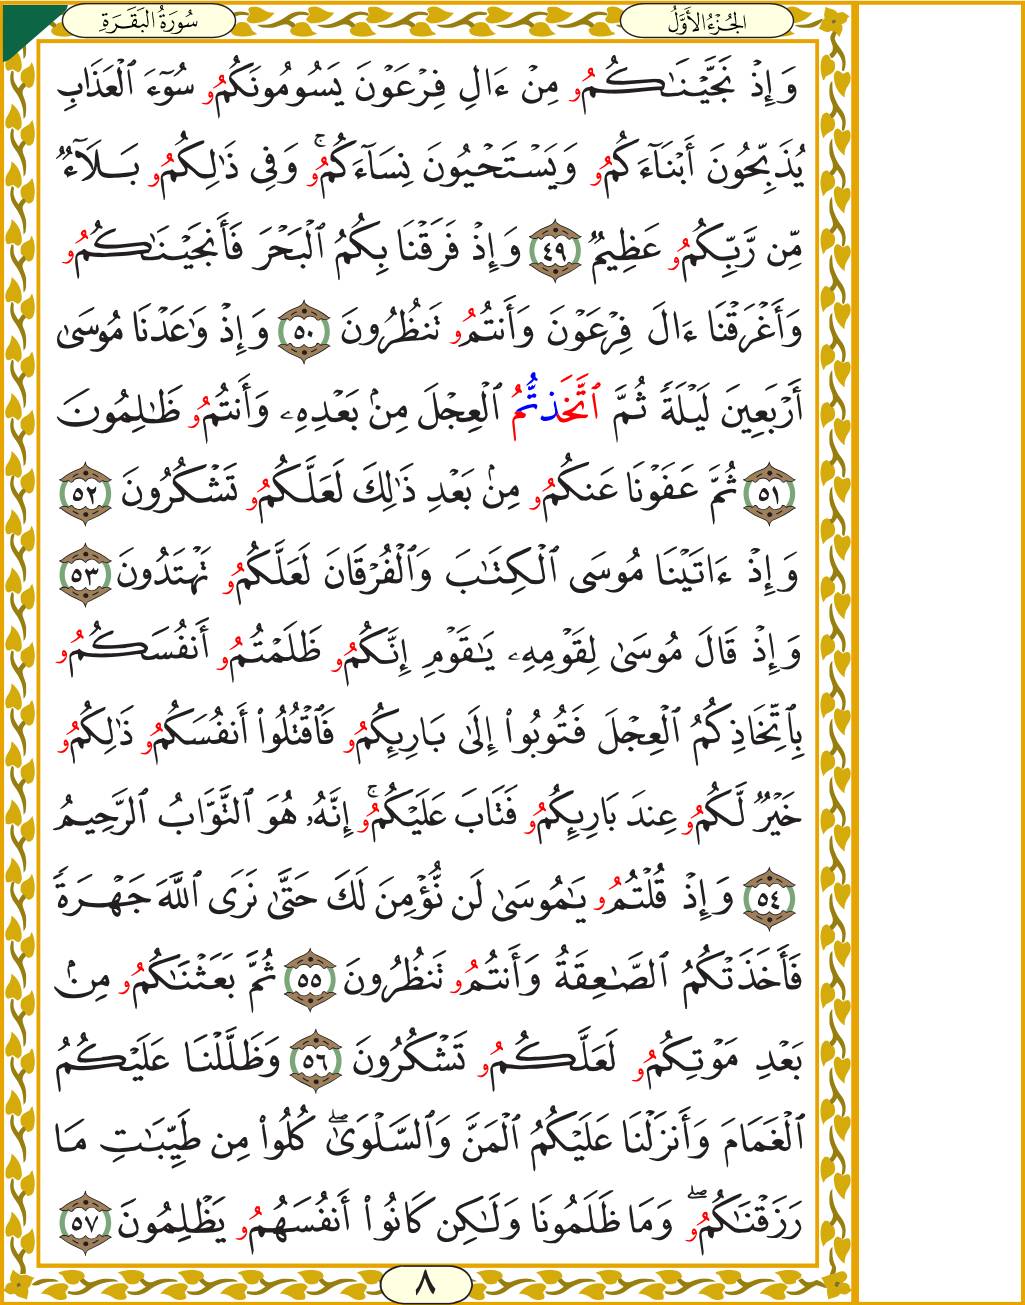 الجُزْءُ الأَوَّلُ
سُورَةُ البَقَرَةِ
وَإِذْ نَجَّيْنَٰكُمُۥ مِنْ ءَالِ فِرْعَوْنَ يَسُومُونَكُمُۥ سُوٓءَ ٱلْعَذَابِ
يُذَبِّحُونَ أَبْنَآءَكُمُۥ وَيَسْتَحْيُونَ نِسَآءَكُمُۥۚ وَفِى ذَٰلِكُمُۥ بَلَآءٌ
مِّن رَّبِّكُمُۥ عَظِيمٌ ٤٩ وَإِذْ فَرَقْنَا بِكُمُ ٱلْبَحْرَ فَأَنجَيْنَٰكُمُۥ
وَأَغْرَقْنَا ءَالَ فِرْعَوْنَ وَأَنتُمُۥ تَنظُرُونَ ٥٠ وَإِذْ وَٰعَدْنَا مُوسَىٰ
أَرْبَعِينَ لَيْلَةً ثُمَّ ٱتَّخَذتُّمُ ٱلْعِجْلَ مِنۢ بَعْدِهِۦ وَأَنتُمُۥ ظَٰلِمُونَ
٥١ ثُمَّ عَفَوْنَا عَنكُمُۥ مِنۢ بَعْدِ ذَٰلِكَ لَعَلَّكُمُۥ تَشْكُرُونَ ٥٢
وَإِذْ ءَاتَيْنَا مُوسَى ٱلْكِتَٰبَ وَٱلْفُرْقَانَ لَعَلَّكُمُۥ تَهْتَدُونَ ٥٣
وَإِذْ قَالَ مُوسَىٰ لِقَوْمِهِۦ يَٰقَوْمِ إِنَّكُمُۥ ظَلَمْتُمُۥ أَنفُسَكُمُۥ
بِٱتِّخَاذِكُمُ ٱلْعِجْلَ فَتُوبُوا۟ إِلَىٰ بَارِئِكُمُۥ فَٱقْتُلُوا۟ أَنفُسَكُمُۥ ذَٰلِكُمُۥ
خَيْرٌ لَّكُمُۥ عِندَ بَارِئِكُمُۥ فَتَابَ عَلَيْكُمُۥۚ إِنَّهُۥ هُوَ ٱلتَّوَّابُ ٱلرَّحِيمُ
٥٤ وَإِذْ قُلْتُمُۥ يَٰمُوسَىٰ لَن نُّؤْمِنَ لَكَ حَتَّىٰ نَرَى ٱللَّهَ جَهْرَةً
فَأَخَذَتْكُمُ ٱلصَّٰعِقَةُ وَأَنتُمُۥ تَنظُرُونَ ٥٥ ثُمَّ بَعَثْنَٰكُمُۥ مِنۢ
بَعْدِ مَوْتِكُمُۥ لَعَلَّكُمُۥ تَشْكُرُونَ ٥٦ وَظَلَّلْنَا عَلَيْكُمُ
ٱلْغَمَامَ وَأَنزَلْنَا عَلَيْكُمُ ٱلْمَنَّ وَٱلسَّلْوَىٰۖ كُلُوا۟ مِن طَيِّبَٰتِ مَا
رَزَقْنَٰكُمُۥۖ وَمَا ظَلَمُونَا وَلَٰكِن كَانُوٓا۟ أَنفُسَهُمُۥ يَظْلِمُونَ ٥٧
٨